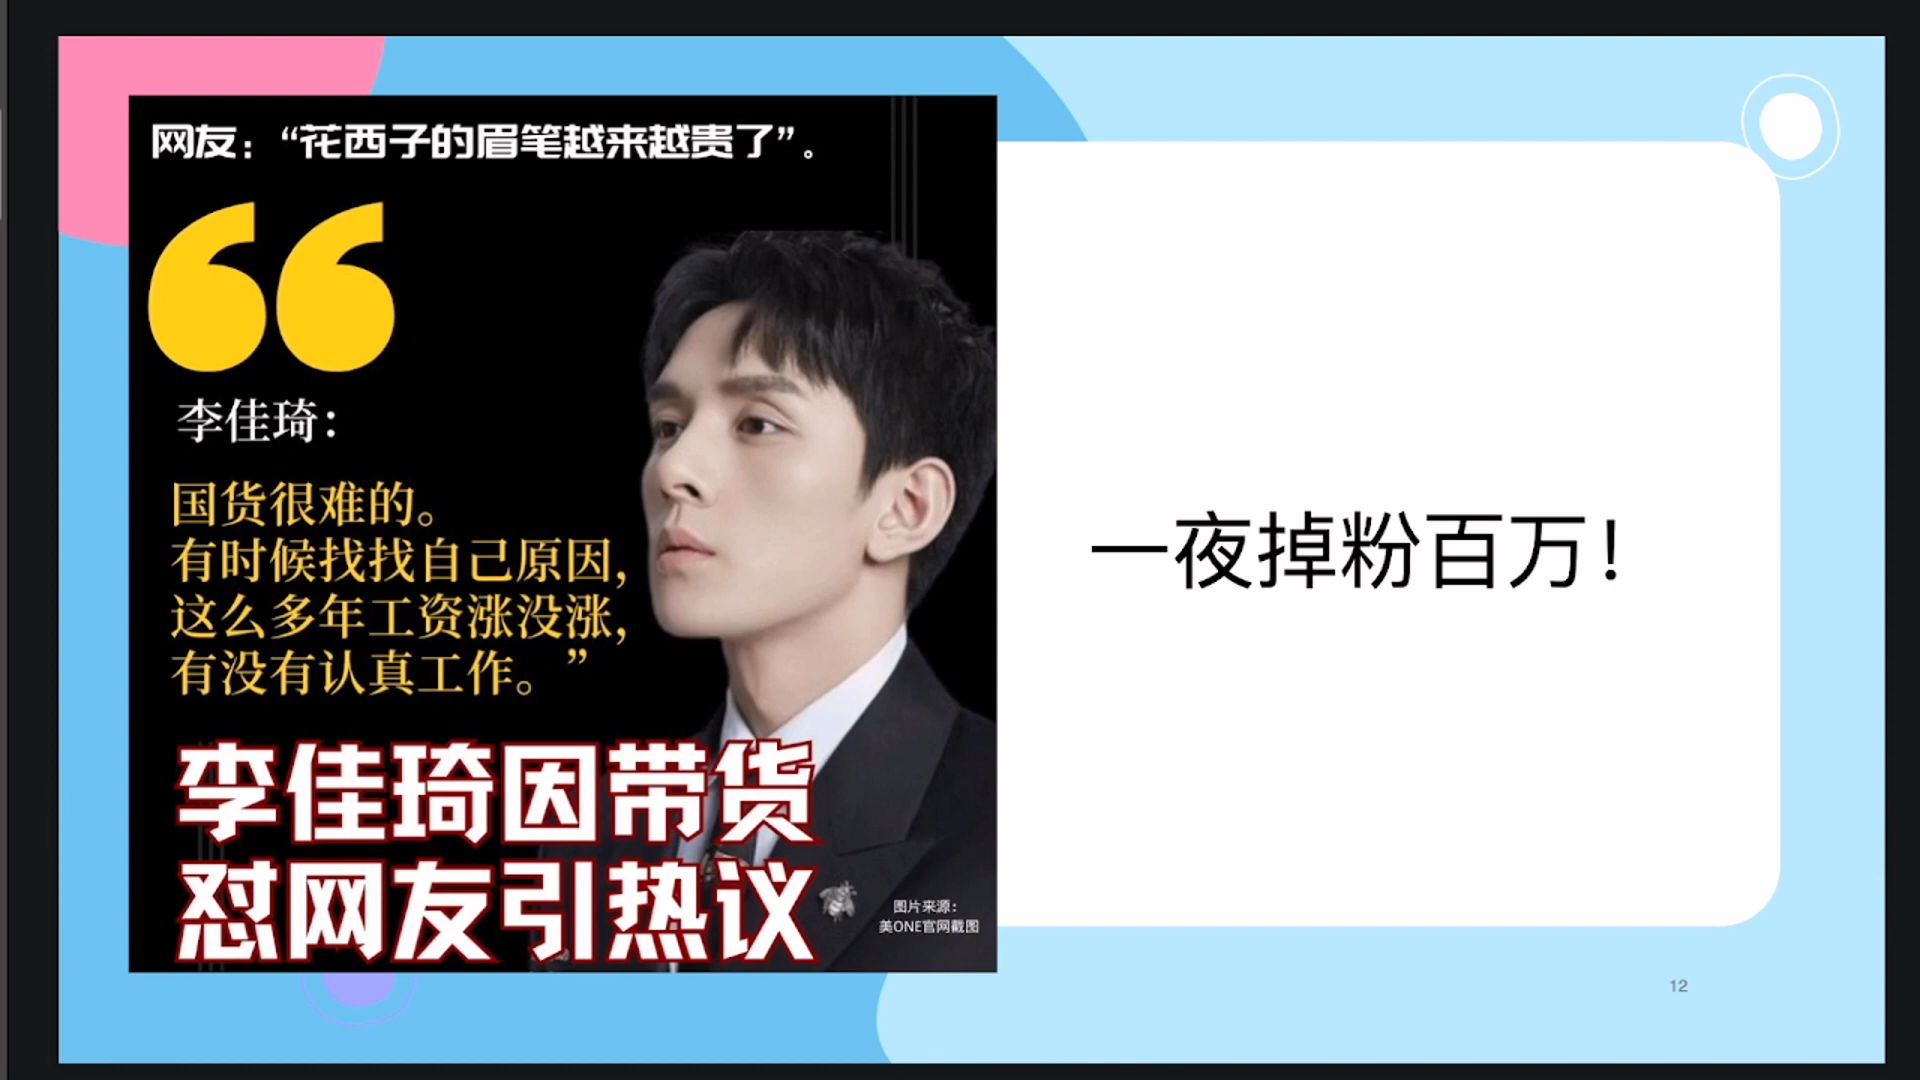 网友：“花西子的眉笔越来越贵了”。
李佳琦：
国货很难的。
有时候找找自己原因，
这么多年工资涨没涨，
有没有认真工作。”
李佳琦因带货
怼网友引热议
图片来源：
美ONE官网截图
一夜掉粉百万！
12